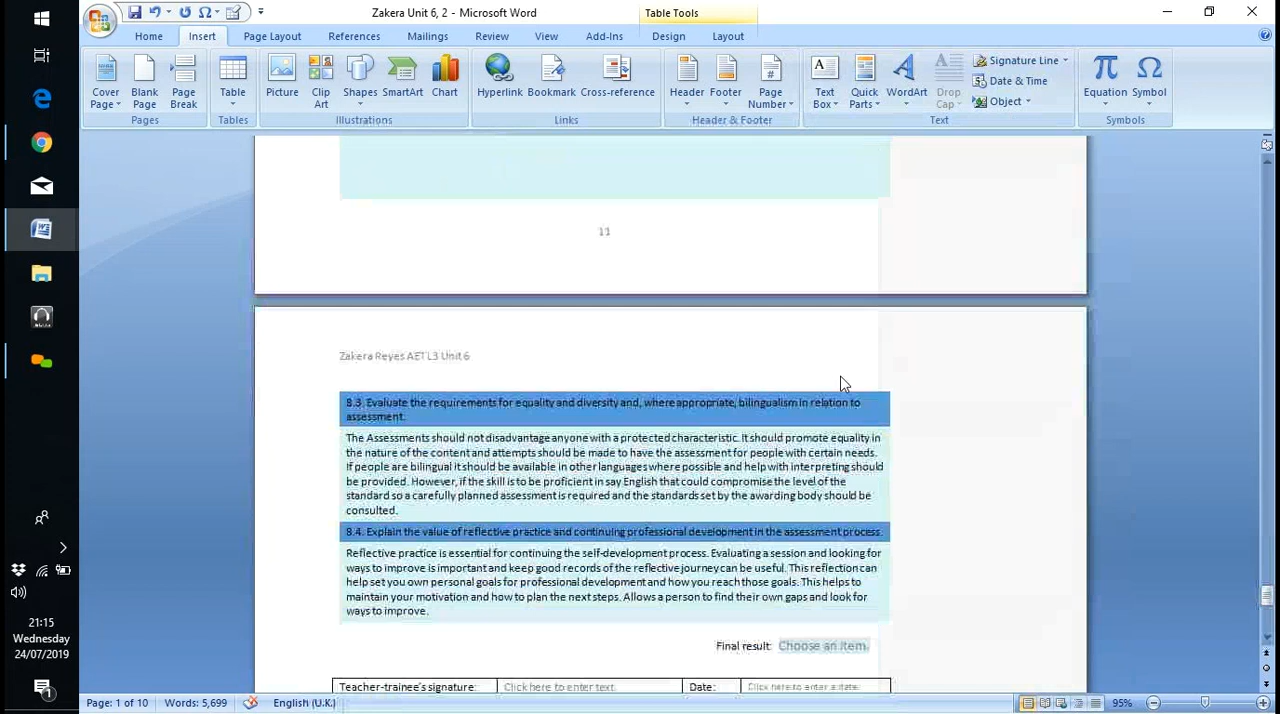 Zakera Unit 6, 2 - Microsoft Word
Table Tools
Home Insert Page Layout References Mailings Review View Add-Ins Design Layout
Cover Page
Blank Page
Page Break
Table
Picture
Clip Art
Shapes
SmartArt
Chart
Hyperlink
Bookmark
Cross-reference
Header
Footer
Page Number
Text Box
Quick Parts
WordArt
Drop Cap
Signature Line
Date & Time
Object
Equation
Symbol
Pages Tables Illustrations Links Header & Footer Text Symbols
11
Zakera Reyes AET L3 Unit 6
8.3. Evaluate the requirements for equality and diversity and, where appropriate, bilingualism in relation to
assessment.
The Assessments should not disadvantage anyone with a protected characteristic. It should promote equality in
the nature of the content and attempts should be made to have the assessment for people with certain needs.
If people are bilingual it should be available in other languages where possible and help with interpreting should
be provided. However, if the skill is to be proficient in say English that could compromise the level of the
standard so a carefully planned assessment is required and the standards set by the awarding body should be
consulted.
8.4. Explain the value of reflective practice and continuing professional development in the assessment process.
Reflective practice is essential for continuing the self-development process. Evaluating a session and looking for
ways to improve is important and keep good records of the reflective journey can be useful. This reflection can
help set you own personal goals for professional development and how you reach those goals. This helps to
maintain your motivation and how to plan the next steps. Allows a person to find their own gaps and look for
ways to improve.
Final result: Choose an item.
Teacher-trainee's signature: Click here to enter text. Date: Click here to enter a date.
21:15
Wednesday
24/07/2019
1
Page: 1 of 10 Words: 5,699 English (U.K.) 95%